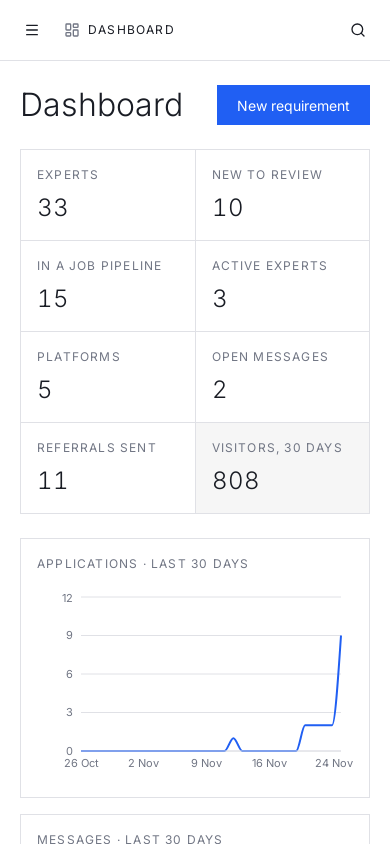 DASHBOARD
Dashboard
New requirement
EXPERTS
33
NEW TO REVIEW
10
IN A JOB PIPELINE
15
ACTIVE EXPERTS
3
PLATFORMS
5
OPEN MESSAGES
2
REFERRALS SENT
11
VISITORS, 30 DAYS
808
APPLICATIONS · LAST 30 DAYS
12
9
6
3
0
26 Oct 2 Nov 9 Nov 16 Nov 24 Nov
MESSAGES · LAST 30 DAYS